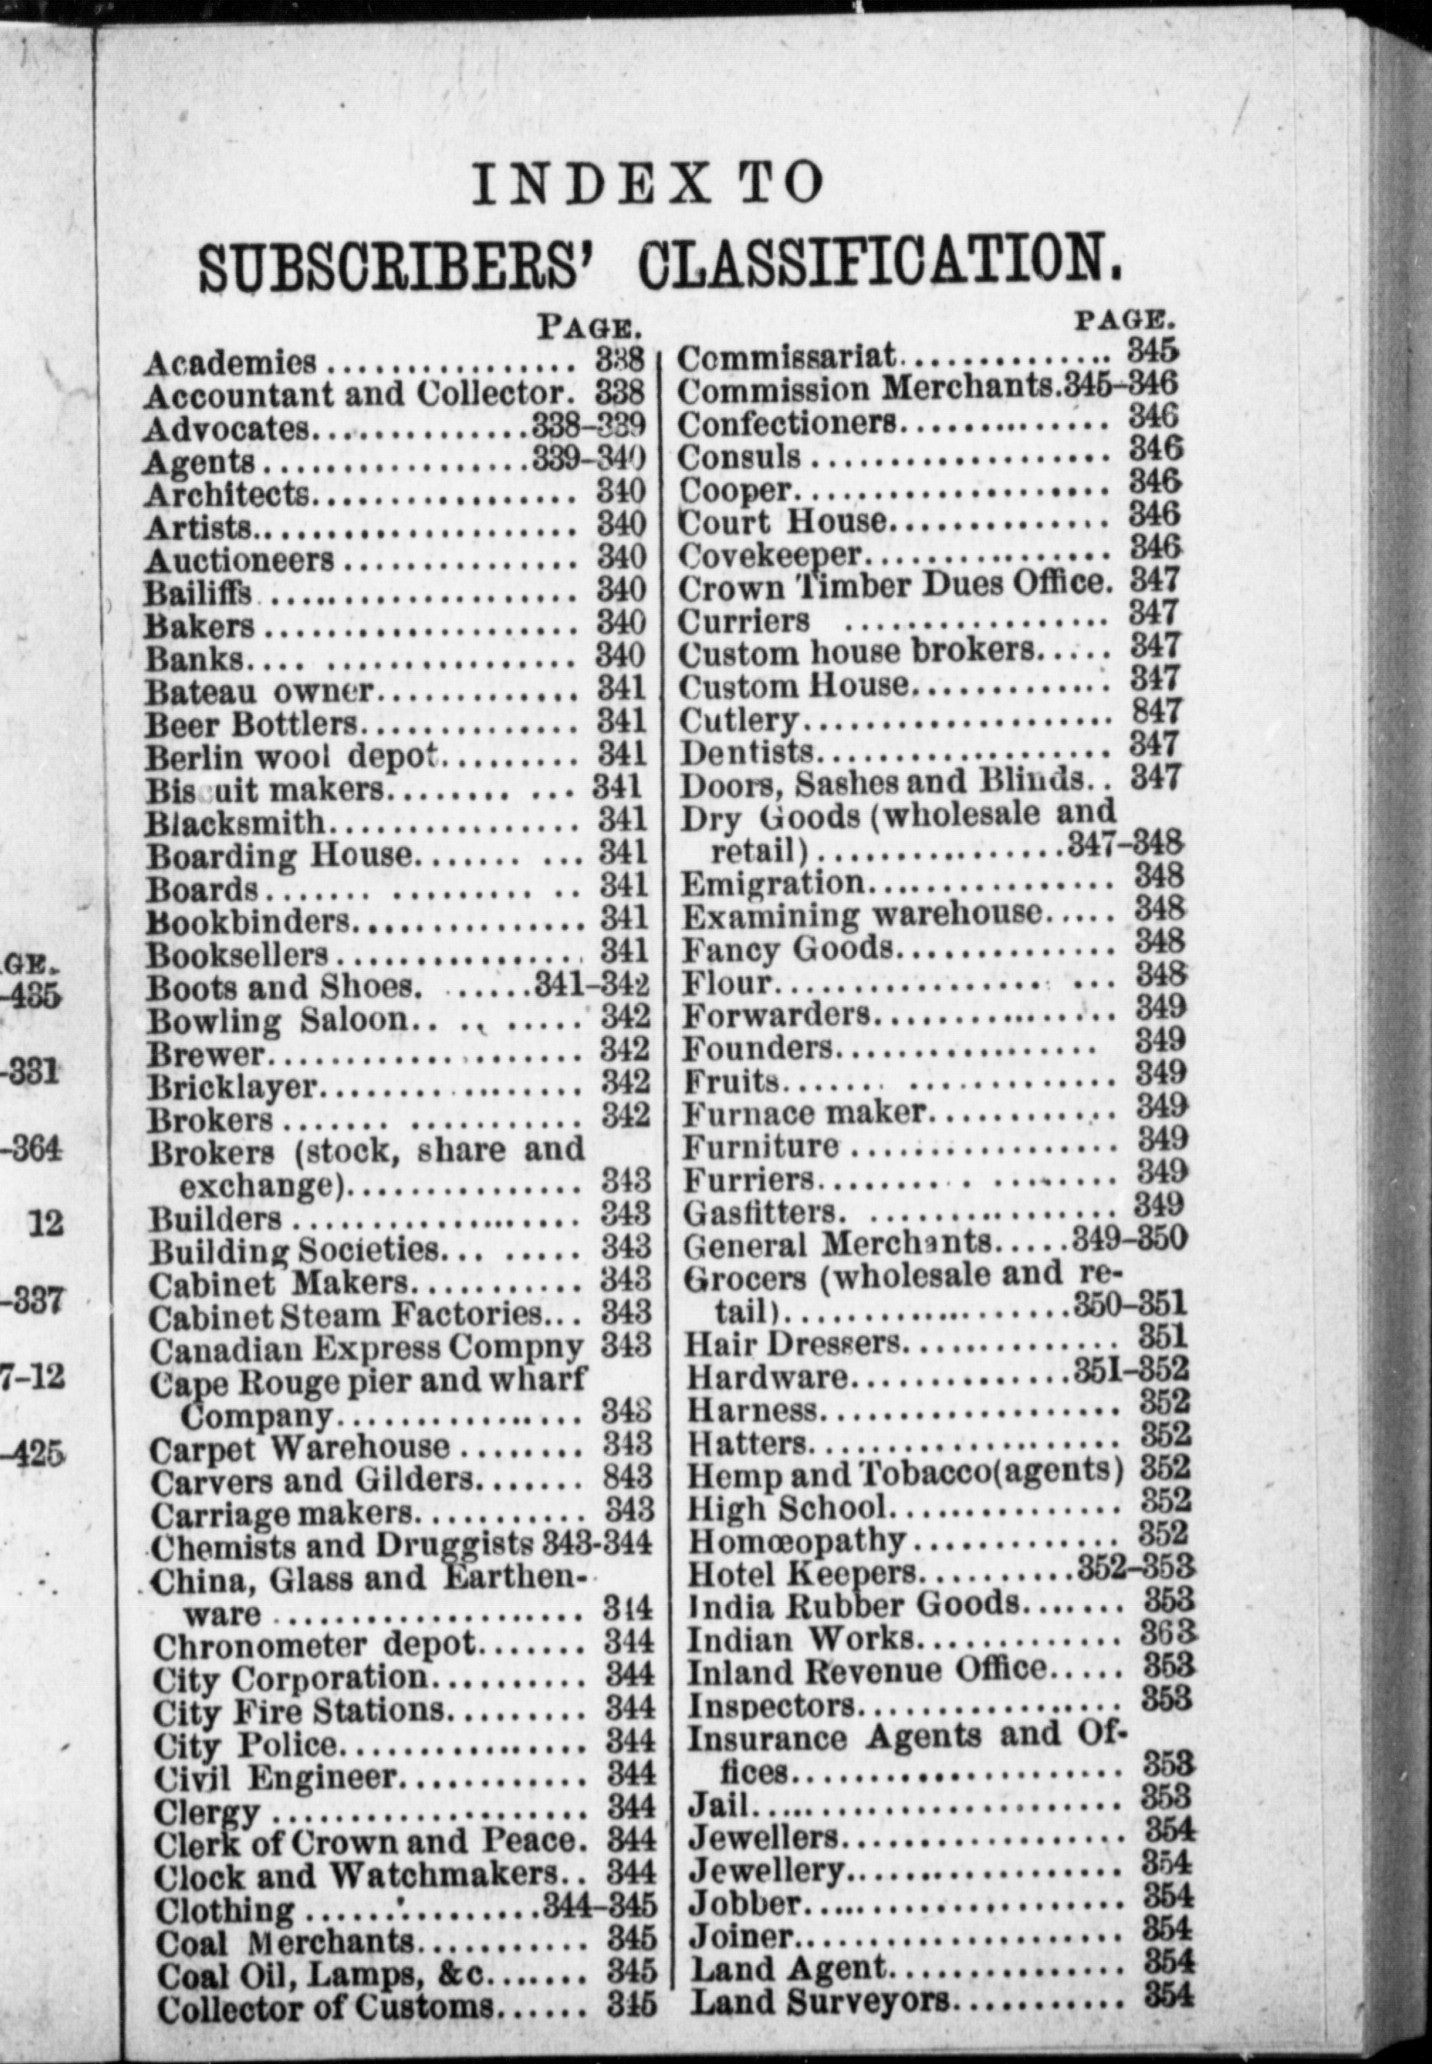 INDEX TO
SUBSCRIBERS' CLASSIFICATION.
PAGE.
Academies ................ 338
Accountant and Collector. 338
Advocates..............338-339
Agents.................339-340
Architects................. 340
Artists..................... 340
Auctioneers ............... 340
Bailiffs.................... 340
Bakers .................... 340
Banks.... ................ 340
Bateau owner............. 341
Beer Bottlers.............. 341
Berlin wool depot......... 341
Biscuit makers........ ... 341
Blacksmith................ 341
Boarding House....... ... 341
Boards....... ......... .. 341
Bookbinders............... 341
Booksellers ................ 341
Boots and Shoes. ......341-342
Bowling Saloon.. .. ..... 342
Brewer.................... 342
Bricklayer................. 342
Brokers ....... ........... 342
Brokers (stock, share and
exchange)............... 343
Builders ................... 343
Building Societies... ..... 343
Cabinet Makers........... 343
Cabinet Steam Factories... 343
Canadian Express Compny 343
Cape Rouge pier and wharf
Company................ 343
Carpet Warehouse ........ 343
Carvers and Gilders....... 843
Carriage makers........... 343
Chemists and Druggists 343-344
China, Glass and Earthen-
ware .................... 344
Chronometer depot....... 344
City Corporation.......... 344
City Fire Stations......... 344
City Police................ 344
Civil Engineer............ 344
Clergy .................... 344
Clerk of Crown and Peace. 344
Clock and Watchmakers.. 344
Clothing ...............344-345
Coal Merchants........... 345
Coal Oil, Lamps, &c....... 345
Collector of Customs...... 345
PAGE.
Commissariat.............. 345
Commission Merchants.345-346
Confectioners............. 346
Consuls ................... 346
Cooper.................... 346
Court House.............. 346
Covekeeper................ 346
Crown Timber Dues Office. 347
Curriers ................. 347
Custom house brokers..... 347
Custom House............. 347
Cutlery.................... 847
Dentists................... 347
Doors, Sashes and Blinds.. 347
Dry Goods (wholesale and
retail)................347-348
Emigration................ 348
Examining warehouse..... 348
Fancy Goods.............. 348
Flour................. ... 348
Forwarders................ 349
Founders................. 349
Fruits....... ............. 349
Furnace maker............ 349
Furniture ................. 349
Furriers.......... ........ 349
Gasfitters. ................ 349
General Merchants.....349-350
Grocers (wholesale and re-
tail)..................350-351
Hair Dressers.............. 351
Hardware..............351-352
Harness................... 352
Hatters.................... 352
Hemp and Tobacco(agents) 352
High School............... 352
Homœopathy............. 352
Hotel Keepers..........352-353
India Rubber Goods....... 353
Indian Works............. 363
Inland Revenue Office..... 353
Inspectors................. 353
Insurance Agents and Of-
fices..................... 353
Jail....................... 353
Jewellers.................. 354
Jewellery.................. 354
Jobber.................... 354
Joiner..................... 354
Land Agent............... 354
Land Surveyors........... 354
-435
-331
-364
12
-337
7-12
-425